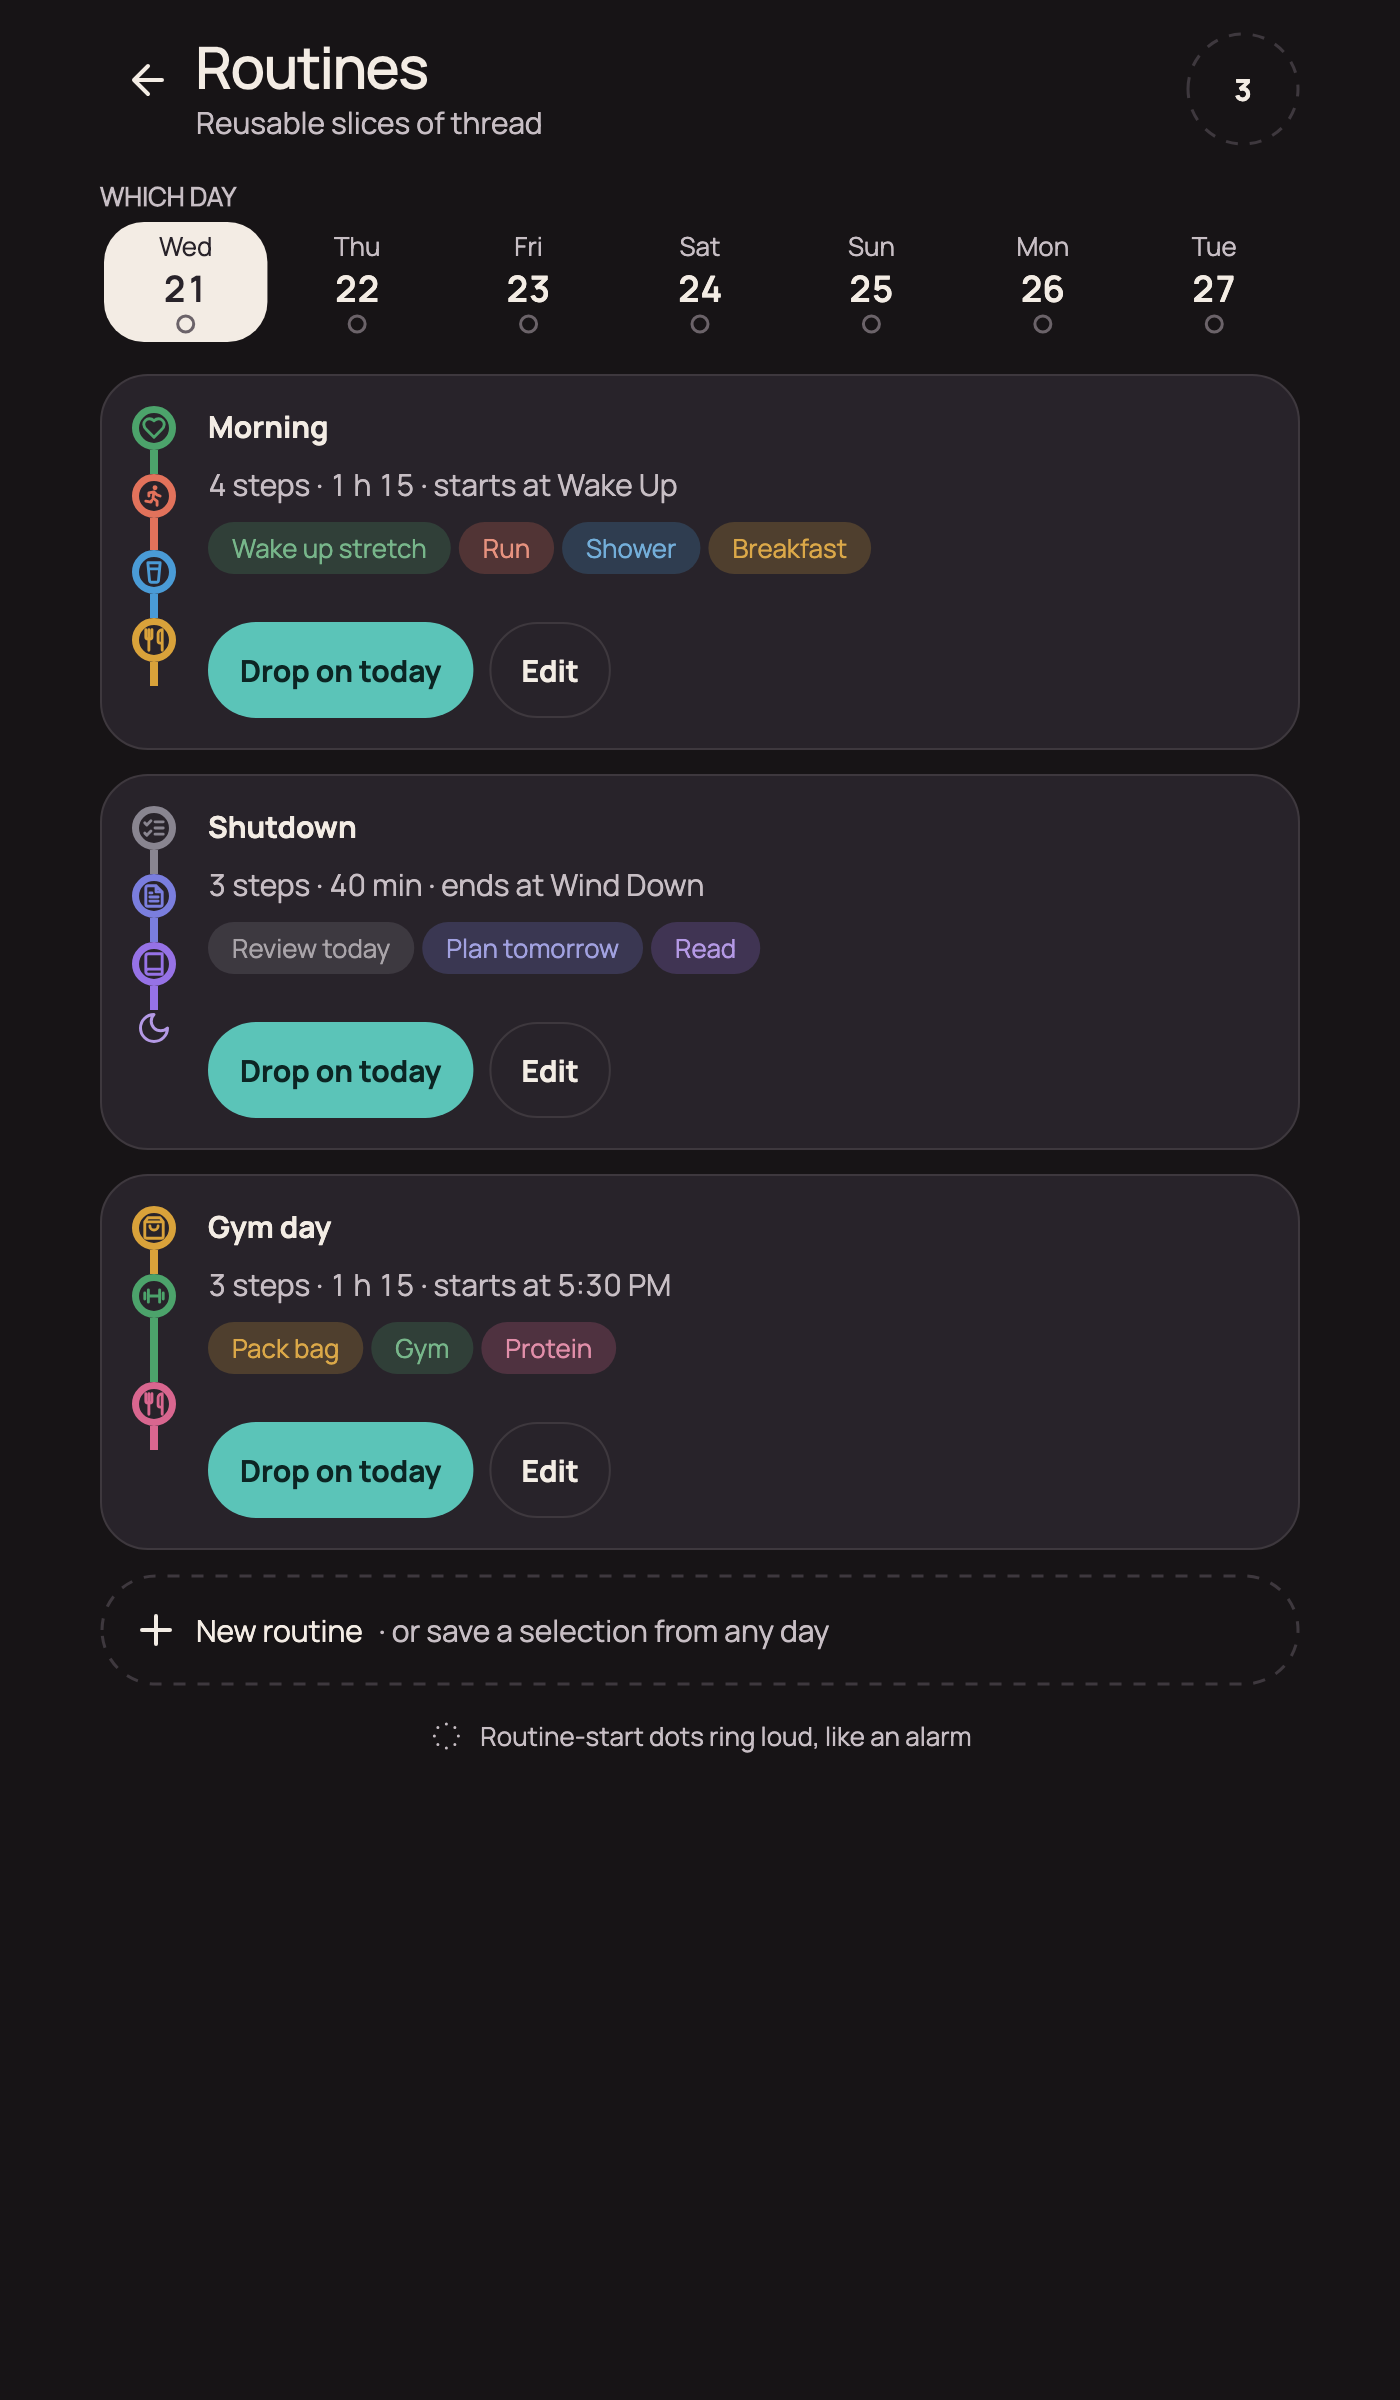 Routines
Reusable slices of thread
3
WHICH DAY
Wed Thu Fri Sat Sun Mon Tue
21 22 23 24 25 26 27
Morning
4 steps · 1 h 15 · starts at Wake Up
Wake up stretch Run Shower Breakfast
Drop on today Edit
Shutdown
3 steps · 40 min · ends at Wind Down
Review today Plan tomorrow Read
Drop on today Edit
Gym day
3 steps · 1 h 15 · starts at 5:30 PM
Pack bag Gym Protein
Drop on today Edit
New routine · or save a selection from any day
Routine-start dots ring loud, like an alarm